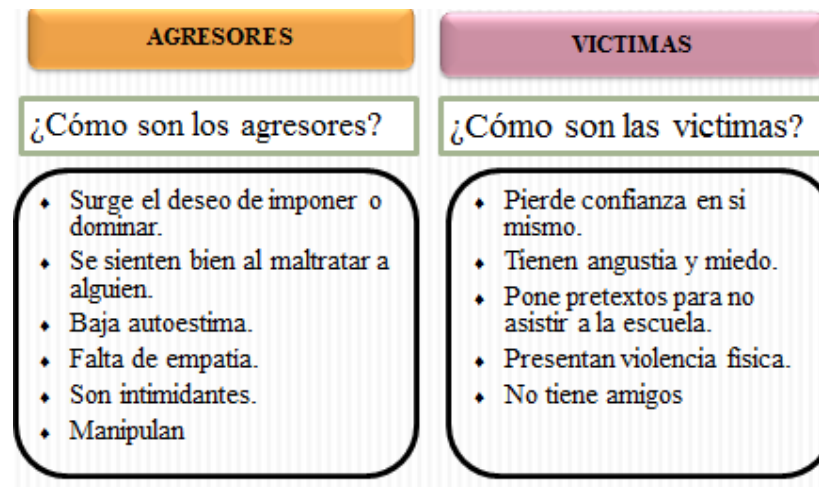 AGRESORES
¿Cómo son los agresores?
Surge el deseo de imponer o
dominar.
Se sienten bien al maltratar a
alguien.
Baja autoestima.
Falta de empatia.
Son intimidantes.
Manipulan
VICTIMAS
¿Cómo son las victimas?
Pierde confianza en si
mismo.
Tienen angustia y miedo.
Pone pretextos para no
asistir a la escuela.
Presentan violencia fisica.
No tiene amigos